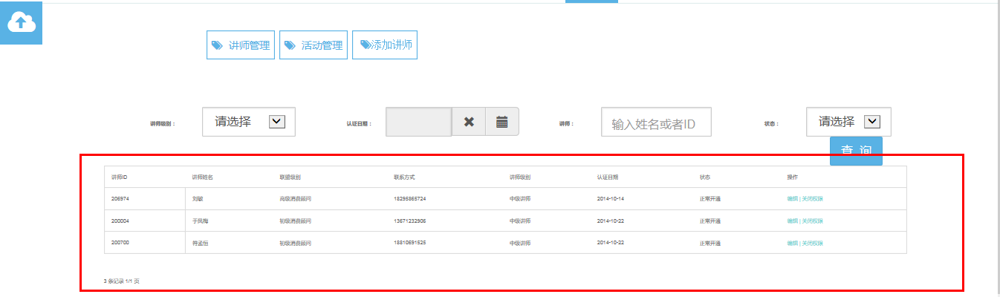 讲师管理 活动管理 添加讲师
讲师级别： 请选择 认证日期： 讲师： 输入姓名或者ID 状态： 请选择
查 询
讲师ID 讲师姓名 联盟级别 联系方式 讲师级别 认证日期 状态 操作
206974 刘敏 高级消费顾问 18295865724 中级讲师 2014-10-14 正常开通 编辑 | 关闭权限
200004 于凤梅 初级消费顾问 13671232906 中级讲师 2014-10-22 正常开通 编辑 | 关闭权限
200700 符孟恒 初级消费顾问 18810691525 中级讲师 2014-10-22 正常开通 编辑 | 关闭权限
3 条记录 1/1 页